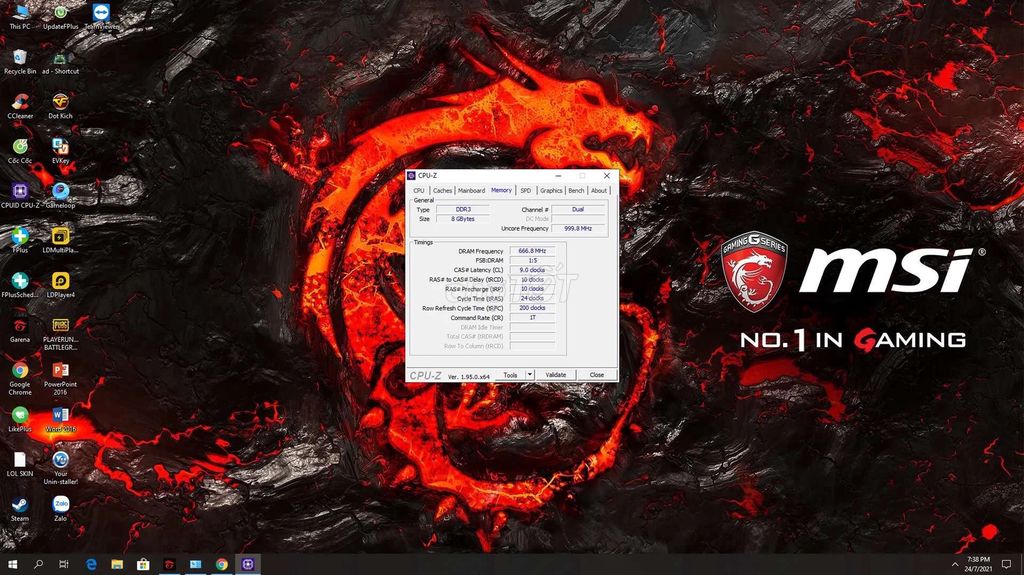 This PC
UpdateFPlus
TeamViewer
Recycle Bin
ad - Shortcut
CCleaner
Dot Kich
Cốc Cốc
EVKey
CPUID CPU-Z
Gameloop
FPlus
LDMultiPla...
FPlusSched...
LDPlayer4
Garena
PLAYERUN...
BATTLEGR...
Google
Chrome
PowerPoint
2016
LikePlus
Word 2016
LOL SKIN
Your
Unin-staller!
Steam
Zalo
CPU-Z
CPU Caches Mainboard Memory SPD Graphics Bench About
General
Type DDR3 Channel # Dual
Size 8 GBytes DC Mode
Uncore Frequency 999.8 MHz
Timings
DRAM Frequency 666.8 MHz
FSB:DRAM 1:5
CAS# Latency (CL) 9.0 clocks
RAS# to CAS# Delay (tRCD) 10 clocks
RAS# Precharge (tRP) 10 clocks
Cycle Time (tRAS) 24 clocks
Row Refresh Cycle Time (tRFC) 200 clocks
Command Rate (CR) 1T
DRAM Idle Timer
Total CAS# (tRDRAM)
Row To Column (tRCD)
CPU-Z Ver. 1.95.0.x64 Tools Validate Close
GAMING G SERIES
msi®
NO.1 IN GAMING
7:38 PM
24/7/2021